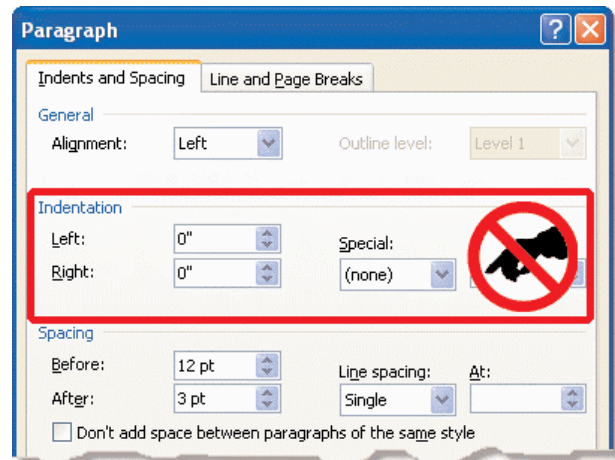 Paragraph
Indents and Spacing Line and Page Breaks
General
Alignment: Left Outline level: Level 1
Indentation
Left: 0"
Special:
Right: 0" (none)
Spacing
Before: 12 pt
Line spacing: At:
After: 3 pt Single
Don't add space between paragraphs of the same style